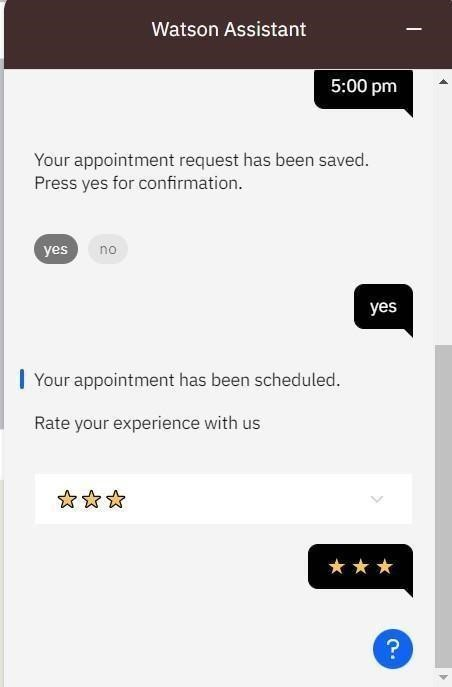 Watson Assistant
5:00 pm
Your appointment request has been saved.
Press yes for confirmation.
yes no
yes
Your appointment has been scheduled.
Rate your experience with us
?